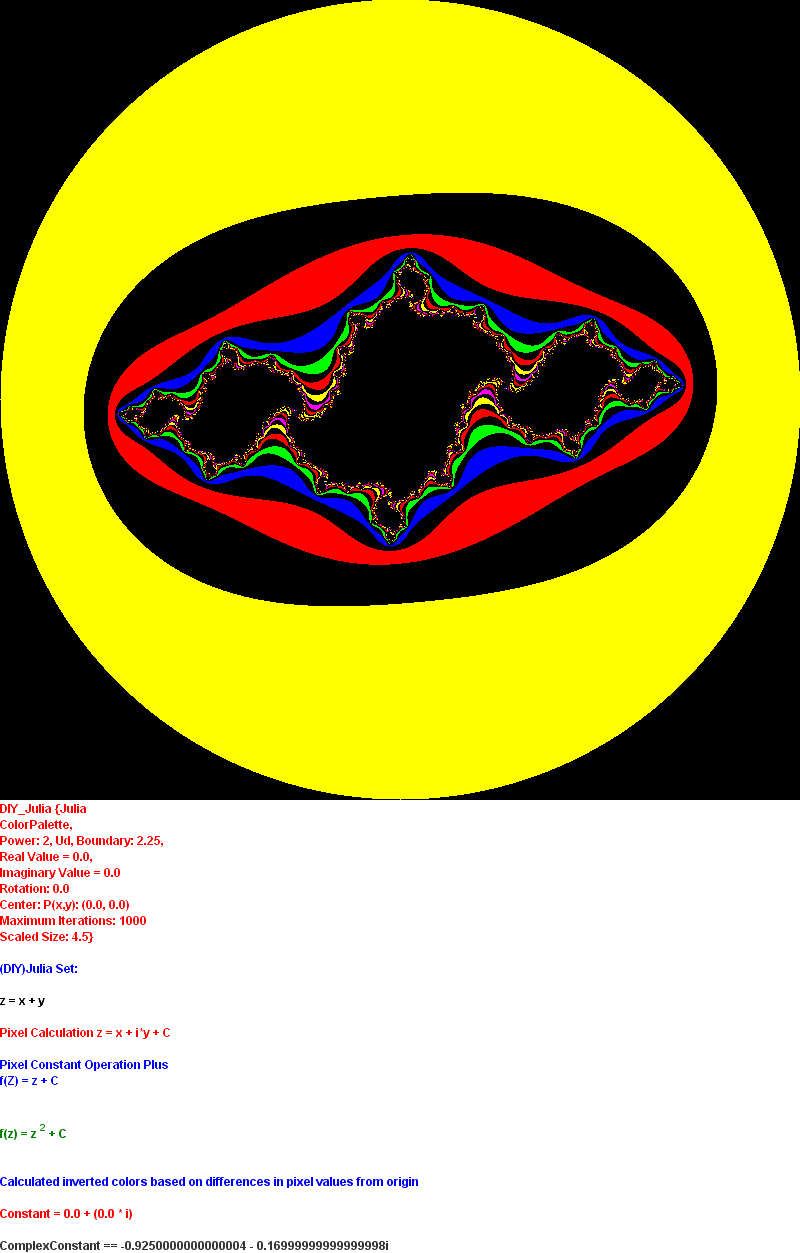 DIY_Julia {Julia
ColorPalette,
Power: 2, Ud, Boundary: 2.25,
Real Value = 0.0,
Imaginary Value = 0.0
Rotation: 0.0
Center: P(x,y): (0.0, 0.0)
Maximum Iterations: 1000
Scaled Size: 4.5}
(DIY)Julia Set:
z = x + y
Pixel Calculation z = x + i*y + C
Pixel Constant Operation Plus
f(Z) = z + C
f(z) = z ² + C
Calculated inverted colors based on differences in pixel values from origin
Constant = 0.0 + (0.0 * i)
ComplexConstant == -0.9250000000000004 - 0.16999999999999998i